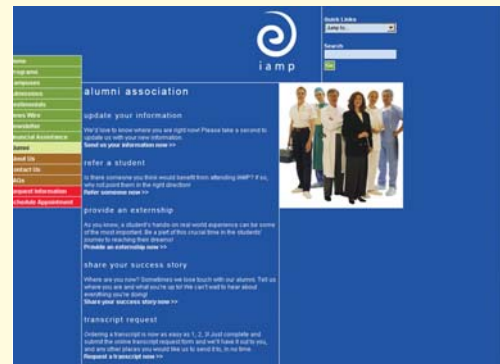 Quick Links
Jump to...
Search
Go
iamp
Home
Programs
Campuses
Admissions
Testimonials
News Wire
Newsletter
Financial Assistance
Alumni
About Us
Contact Us
FAQs
Request Information
Schedule Appointment
alumni association
update your information
We'd love to know where you are right now! Please take a second to
update us with your new information.
Send us your information now >>
refer a student
Is there someone you think would benefit from attending IAMP? If so,
why not point them in the right direction!
Refer someone now >>
provide an externship
As you know, a student's hands on real-world experience can be some
of the most important. Be a part of this crucial time in the students'
journey to reaching their dreams!
Provide an externship now >>
share your success story
Where are you now? Sometimes we lose touch with our alumni. Tell us
where you are and what you're up to! We can't wait to hear about
everything you're doing!
Share your success story now >>
transcript request
Ordering a transcript is now as easy as 1, 2, 3! Just complete and
submit the online transcript request form and we'll have it out to you,
and any other places you would like us to send it to, in no time.
Request a transcript now >>